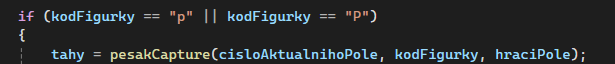 if (kodFigurky == "p" || kodFigurky == "P")
{
tahy = pesakCapture(cisloAktualnihoPole, kodFigurky, hraciPole);